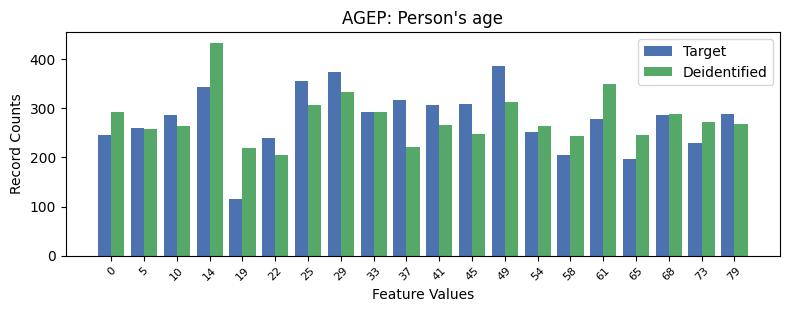 AGEP: Person's age
Target
Deidentified
Record Counts
400
300
200
100
0
0 5 10 14 19 22 25 29 33 37 41 45 49 54 58 61 65 68 73 79
Feature Values